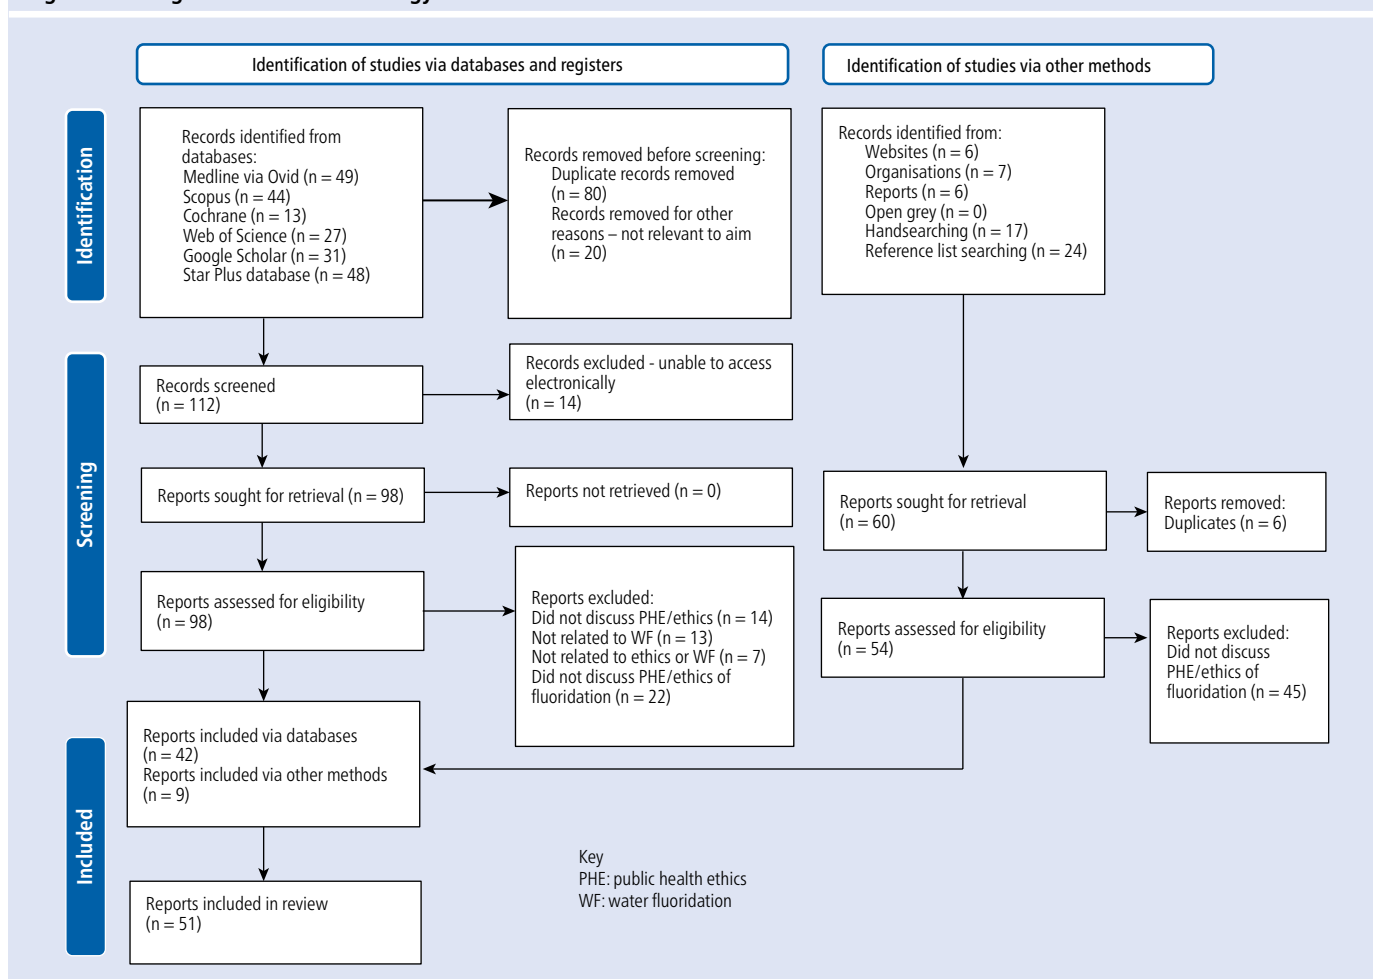 Identification of studies via databases and registers
Identification of studies via other methods
Identification
Records identified from
databases:
Medline via Ovid (n = 49)
Scopus (n = 44)
Cochrane (n = 13)
Web of Science (n = 27)
Google Scholar (n = 31)
Star Plus database (n = 48)
Records removed before screening:
Duplicate records removed
(n = 80)
Records removed for other
reasons – not relevant to aim
(n = 20)
Records identified from:
Websites (n = 6)
Organisations (n = 7)
Reports (n = 6)
Open grey (n = 0)
Handsearching (n = 17)
Reference list searching (n = 24)
Screening
Records screened
(n = 112)
Records excluded - unable to access
electronically
(n = 14)
Reports sought for retrieval (n = 98)
Reports not retrieved (n = 0)
Reports sought for retrieval
(n = 60)
Reports removed:
Duplicates (n = 6)
Reports assessed for eligibility
(n = 98)
Reports excluded:
Did not discuss PHE/ethics (n = 14)
Not related to WF (n = 13)
Not related to ethics or WF (n = 7)
Did not discuss PHE/ethics of
fluoridation (n = 22)
Reports assessed for eligibility
(n = 54)
Reports excluded:
Did not discuss
PHE/ethics of
fluoridation (n = 45)
Included
Reports included via databases
(n = 42)
Reports included via other methods
(n = 9)
Reports included in review
(n = 51)
Key
PHE: public health ethics
WF: water fluoridation